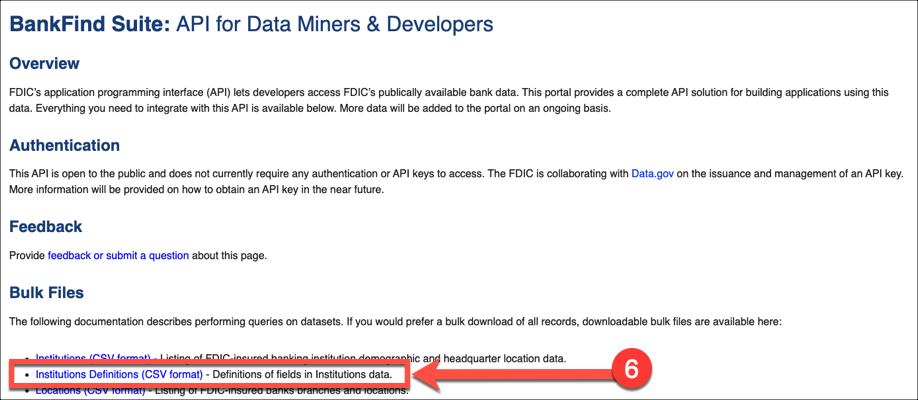 BankFind Suite: API for Data Miners & Developers
Overview
FDIC's application programming interface (API) lets developers access FDIC's publically available bank data. This portal provides a complete API solution for building applications using this
data. Everything you need to integrate with this API is available below. More data will be added to the portal on an ongoing basis.
Authentication
This API is open to the public and does not currently require any authentication or API keys to access. The FDIC is collaborating with Data.gov on the issuance and management of an API key.
More information will be provided on how to obtain an API key in the near future.
Feedback
Provide feedback or submit a question about this page.
Bulk Files
The following documentation describes performing queries on datasets. If you would prefer a bulk download of all records, downloadable bulk files are available here:
• Institutions (CSV format) - Listing of FDIC-insured banking institution demographic and headquarter location data.
• Institutions Definitions (CSV format) - Definitions of fields in Institutions data.
6
• Locations (CSV format) - Listing of FDIC-insured banks branches and locations.